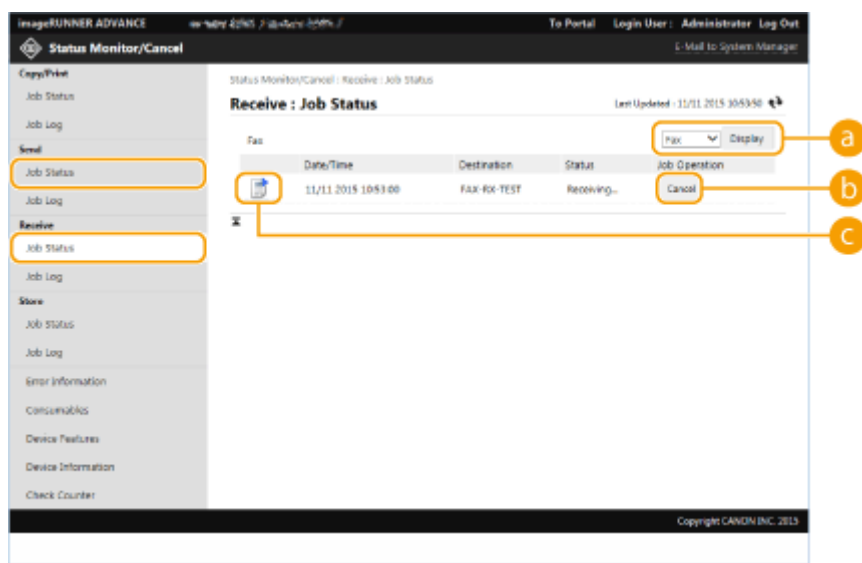 imageRUNNER ADVANCE
To Portal Login User : Administrator Log Out
Status Monitor/Cancel
E-Mail to System Manager
Copy/Print
Job Status
Job Log
Send
Job Status
Job Log
Receive
Job Status
Job Log
Store
Job Status
Job Log
Error Information
Consumables
Device Features
Device Information
Check Counter
Status Monitor/Cancel : Receive : Job Status
Receive : Job Status
Last Updated : 11/11 2015 10:53:50
Fax
Fax Display
a
Date/Time Destination Status Job Operation
11/11 2015 10:53:00 FAX-RX-TEST Receiving... Cancel
b
c
Copyright CANON INC. 2015